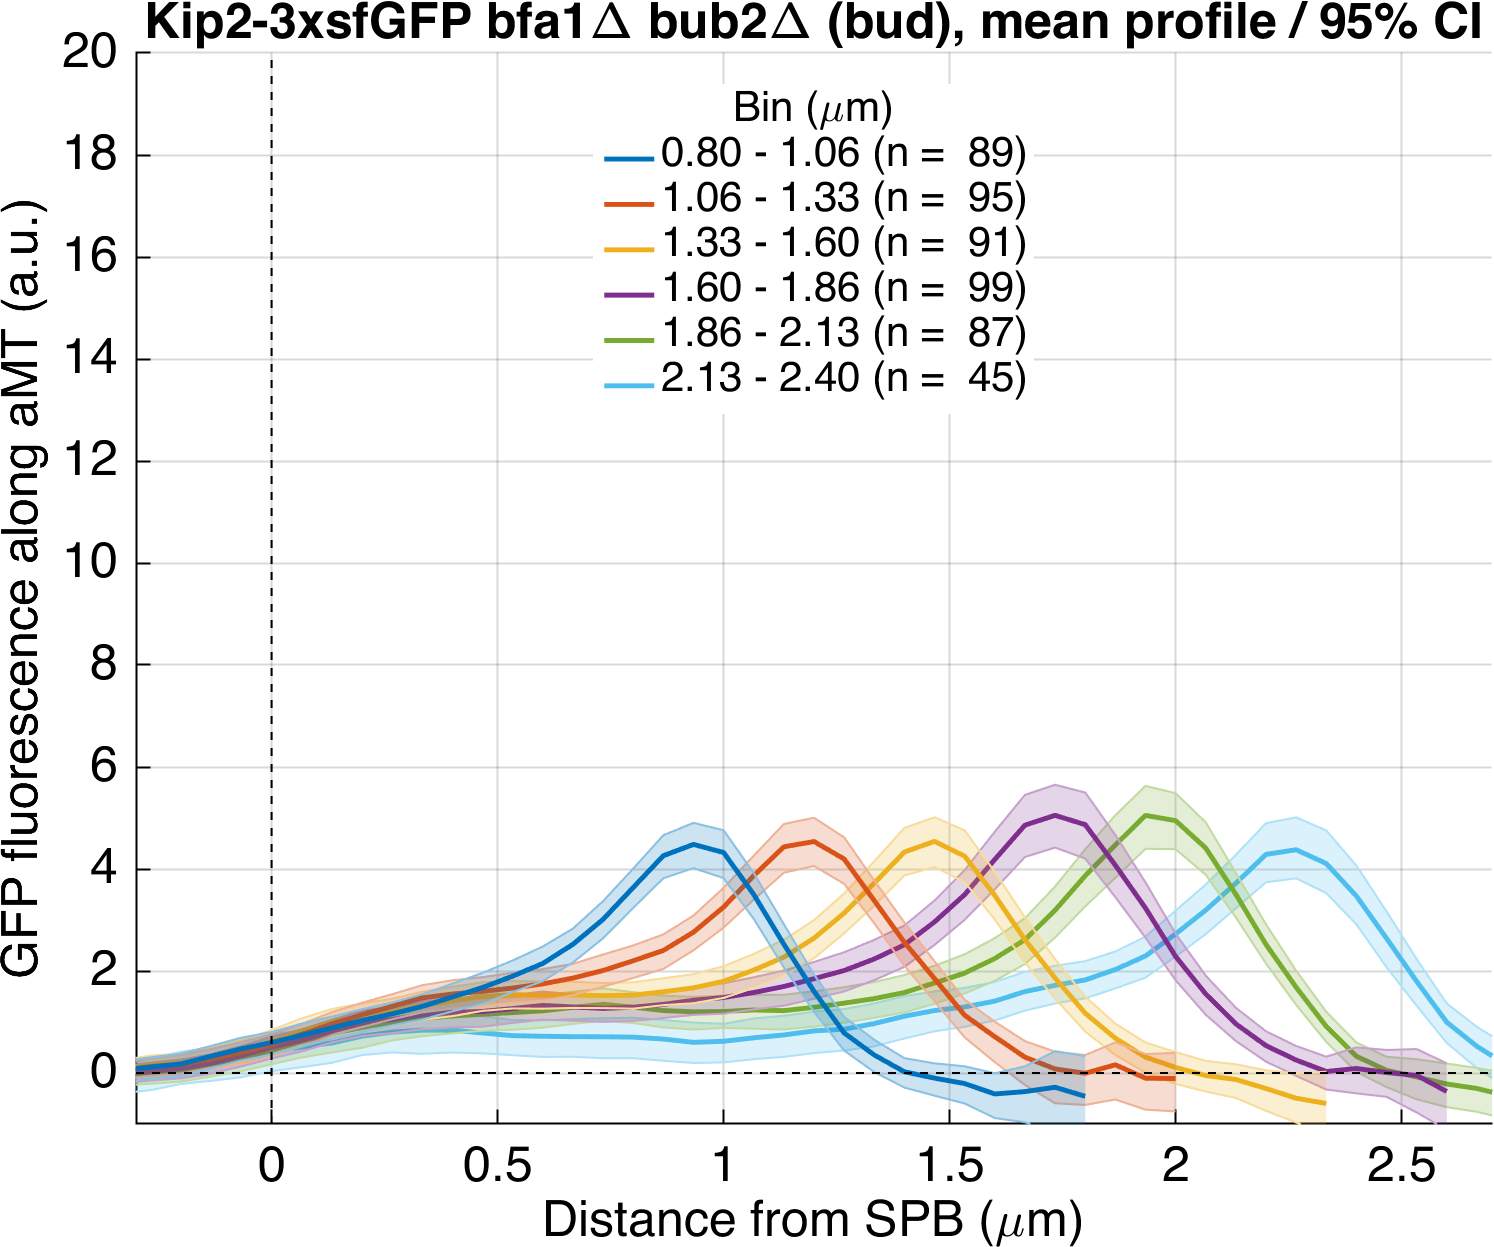 Kip2-3xsfGFP bfa1Δ bub2Δ (bud), mean profile / 95% CI
GFP fluorescence along aMT (a.u.)
20
18
16
14
12
10
8
6
4
2
0
Bin (μm)
0.80 - 1.06 (n = 89)
1.06 - 1.33 (n = 95)
1.33 - 1.60 (n = 91)
1.60 - 1.86 (n = 99)
1.86 - 2.13 (n = 87)
2.13 - 2.40 (n = 45)
0 0.5 1 1.5 2 2.5
Distance from SPB (μm)